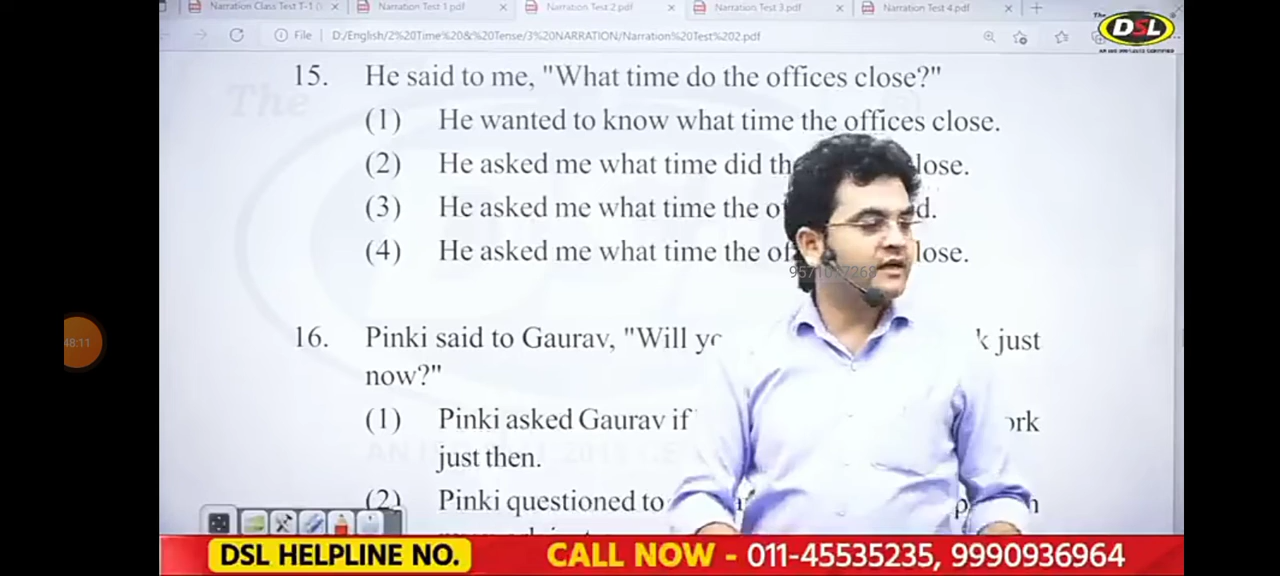 Narration Class Test T-1
Narration Test 1.pdf
Narration Test 2.pdf
Narration Test 3.pdf
Narration Test 4.pdf
The
DSL
File
D:/English/2%20Time%20&%20Tense/3%20NARRATION/Narration%20Test%202.pdf
15. He said to me, "What time do the offices close?"
(1) He wanted to know what time the offices close.
(2) He asked me what time did th lose.
(3) He asked me what time the o d.
(4) He asked me what time the of lose.
16. Pinki said to Gaurav, "Will yo k just
now?"
(1) Pinki asked Gaurav if ork
just then.
(2) Pinki questioned to
48:11
The
DSL HELPLINE NO. CALL NOW - 011-45535235, 9990936964